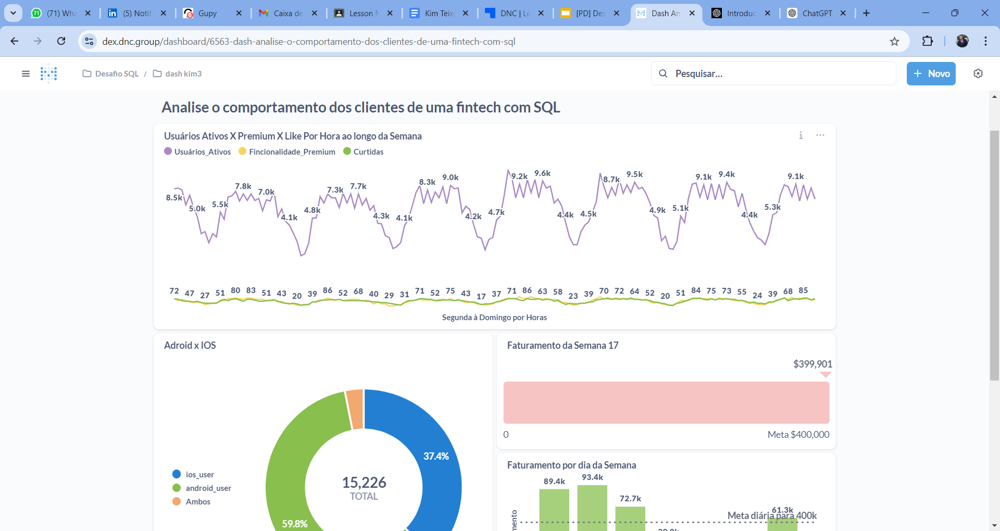 (71) Wha
(5) Notif
Gupy
Caixa de
Lesson N
Kim Teix
DNC | Le
[PD] Des
Dash An
Introduc
ChatGPT
dex.dnc.group/dashboard/6563-dash-analise-o-comportamento-dos-clientes-de-uma-fintech-com-sql
Desafio SQL / dash kim3
Pesquisar...
+ Novo
Analise o comportamento dos clientes de uma fintech com SQL
Usuários Ativos X Premium X Like Por Hora ao longo da Semana
Usuários_Ativos Fincionalidade_Premium Curtidas
8.5k 5.0k 5.5k 7.8k 7.0k 4.1k 4.8k 7.3k 7.7k 4.3k 4.1k 8.3k 9.0k 4.2k 4.7k 9.2k 9.6k 4.4k 4.5k 8.7k 9.5k 4.9k 5.1k 9.1k 9.4k 4.4k 5.3k 9.1k
72 47 27 51 80 83 51 43 20 39 86 52 68 40 29 31 71 52 75 43 17 37 71 86 63 58 23 39 70 72 64 52 20 51 84 75 73 55 24 39 68 85
Segunda à Domingo por Horas
Adroid x IOS
ios_user
android_user
Ambos
37.4%
15,226
TOTAL
59.8%
Faturamento da Semana 17
$399,901
0
Meta $400,000
Faturamento por dia da Semana
89.4k
93.4k
72.7k
61.3k
Meta diária para 400k